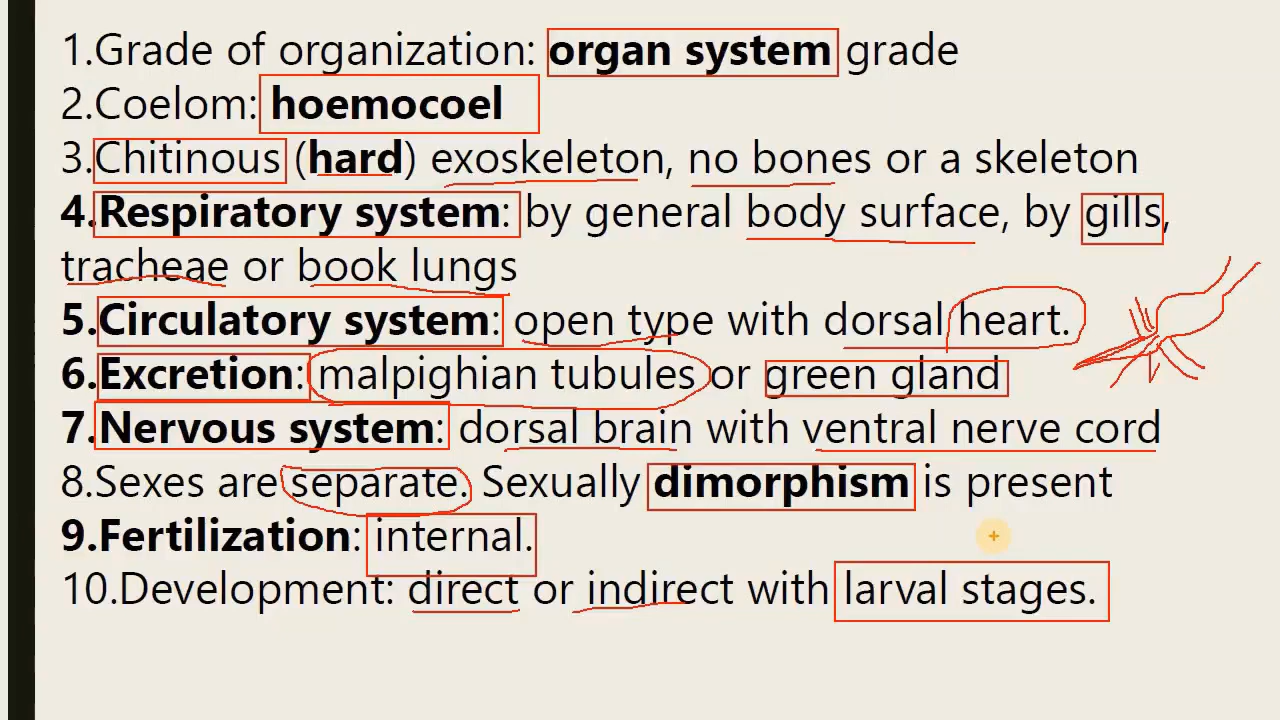 1.Grade of organization: organ system grade
2.Coelom: hoemocoel
3.Chitinous (hard) exoskeleton, no bones or a skeleton
4.Respiratory system: by general body surface, by gills,
tracheae or book lungs
5.Circulatory system: open type with dorsal heart.
6.Excretion: malpighian tubules or green gland
7.Nervous system: dorsal brain with ventral nerve cord
8.Sexes are separate. Sexually dimorphism is present
9.Fertilization: internal.
10.Development: direct or indirect with larval stages.